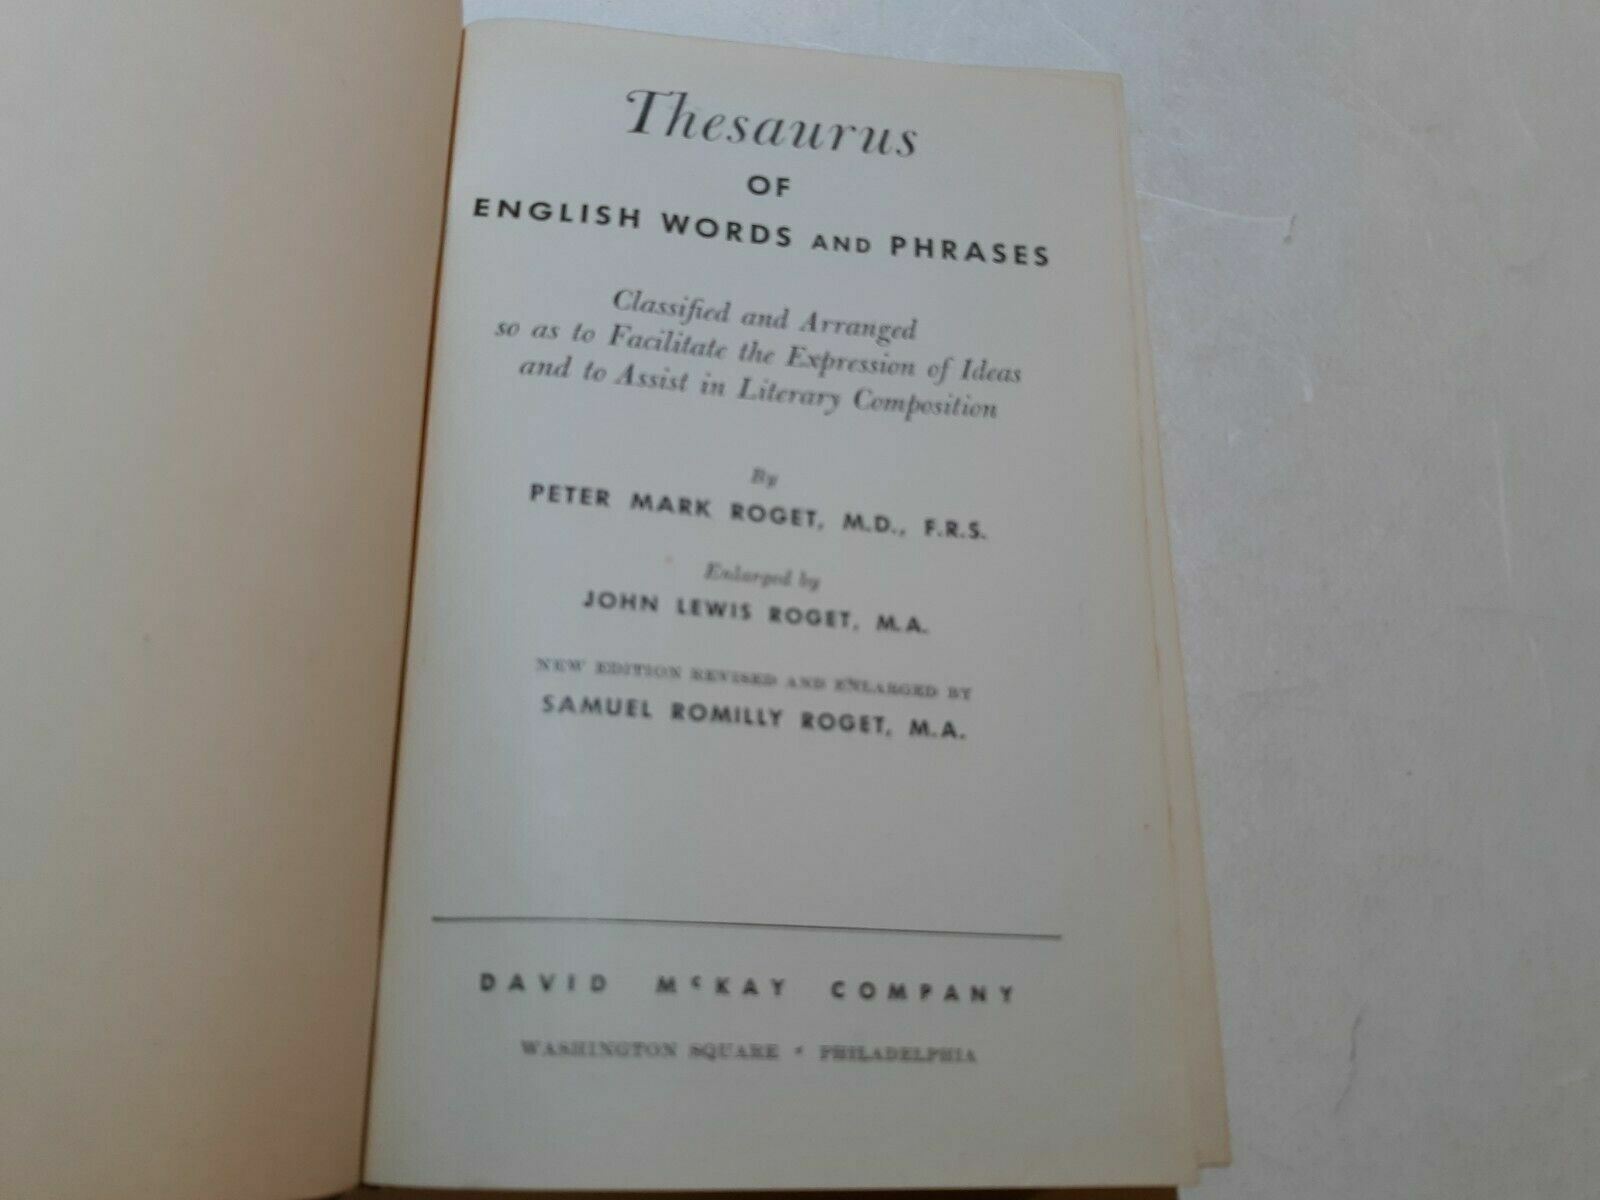 Thesaurus
OF
ENGLISH WORDS AND PHRASES
Classified and Arranged
so as to Facilitate the Expression of Ideas
and to Assist in Literary Composition
By
PETER MARK ROGET, M.D., F.R.S.
Enlarged by
JOHN LEWIS ROGET, M.A.
NEW EDITION REVISED AND ENLARGED BY
SAMUEL ROMILLY ROGET, M.A.
DAVID McKAY COMPANY
WASHINGTON SQUARE • PHILADELPHIA